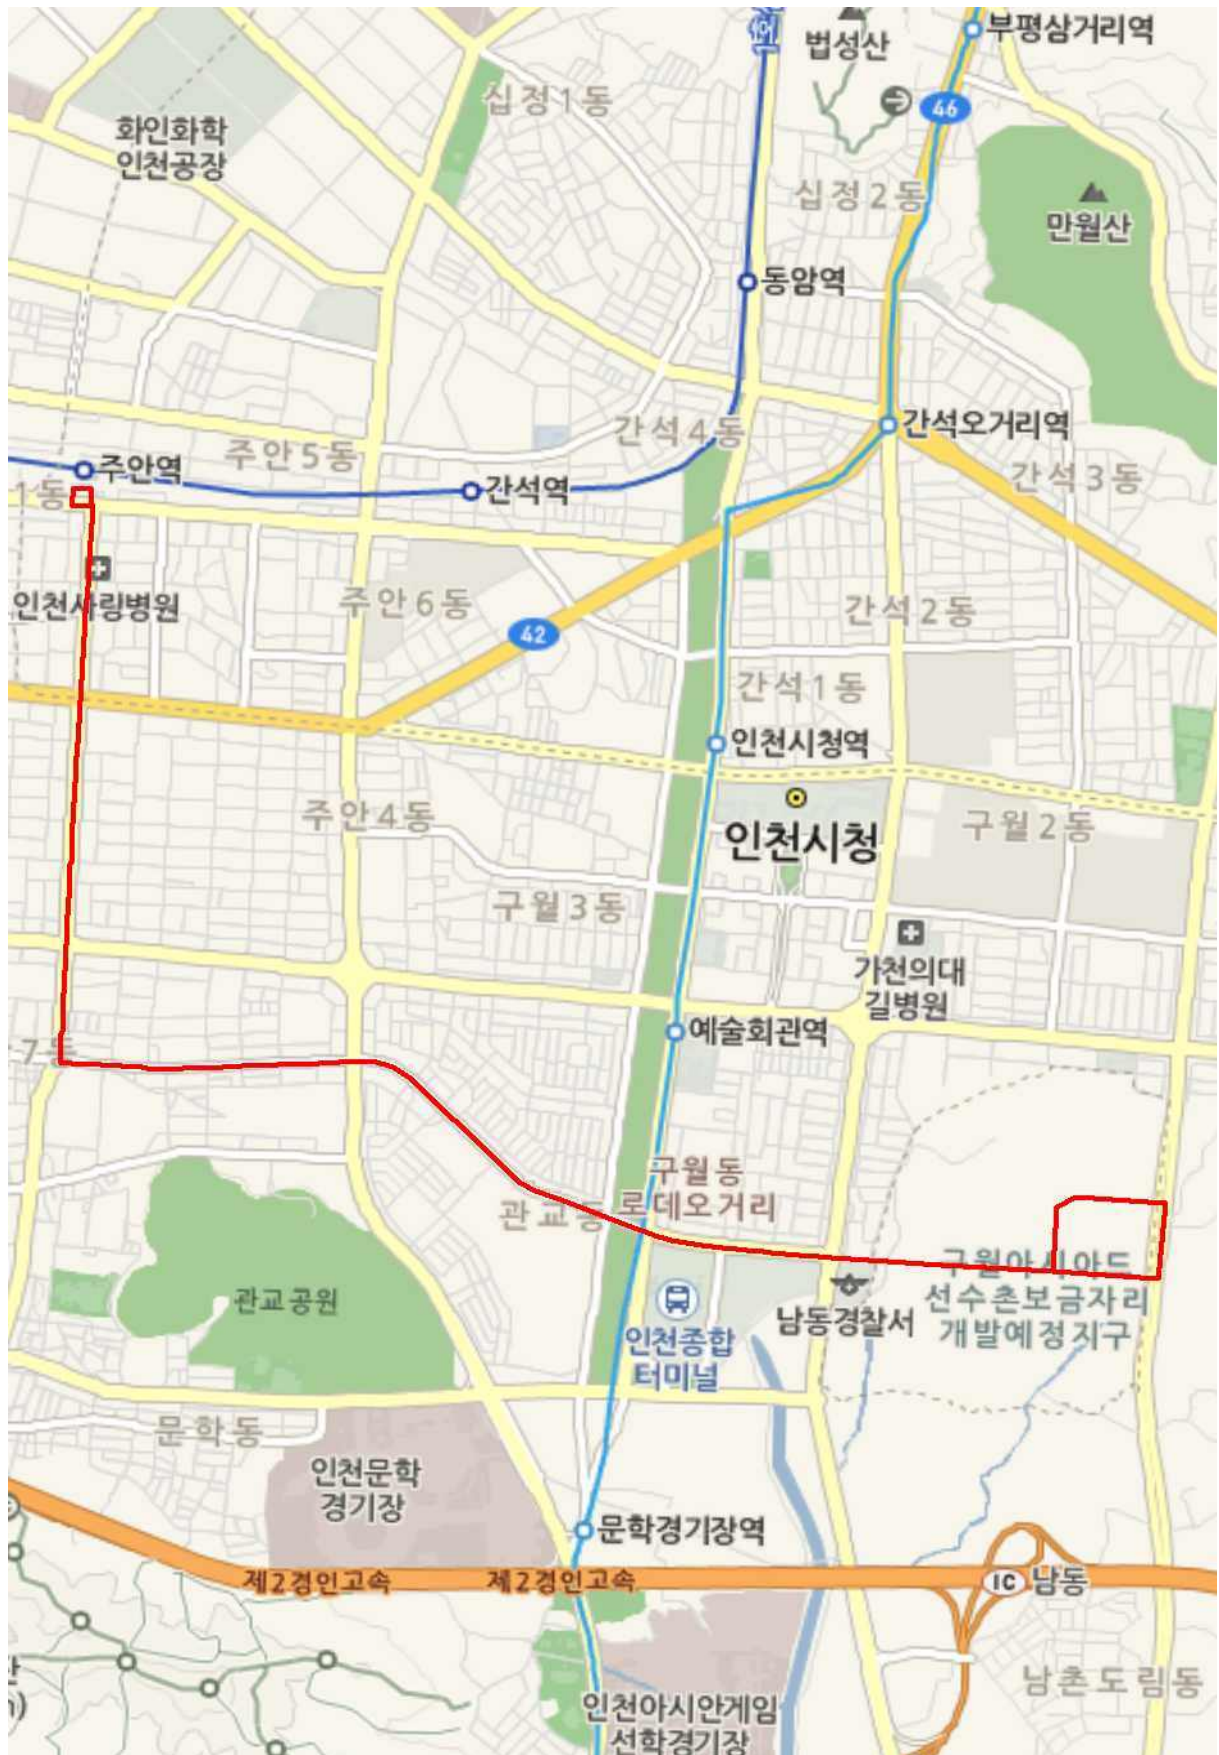 부평삼거리역
법성산
십정1동
46
화인화학
인천공장
십정2동
만월산
동암역
간석4동
간석오거리역
주안5동
주안역
간석역
간석3동
1동
인천사랑병원
주안6동
42
간석2동
간석1동
인천시청역
주안4동
인천시청
구월2동
구월3동
가천의대
길병원
예술회관역
7동
구월동
로데오거리
관교동
구월아시아드
선수촌보금자리
개발예정지구
남동경찰서
관교공원
인천종합
터미널
문학동
인천문학
경기장
문학경기장역
제2경인고속
제2경인고속
IC
남동
남촌도림동
인천아시안게임
선학경기장